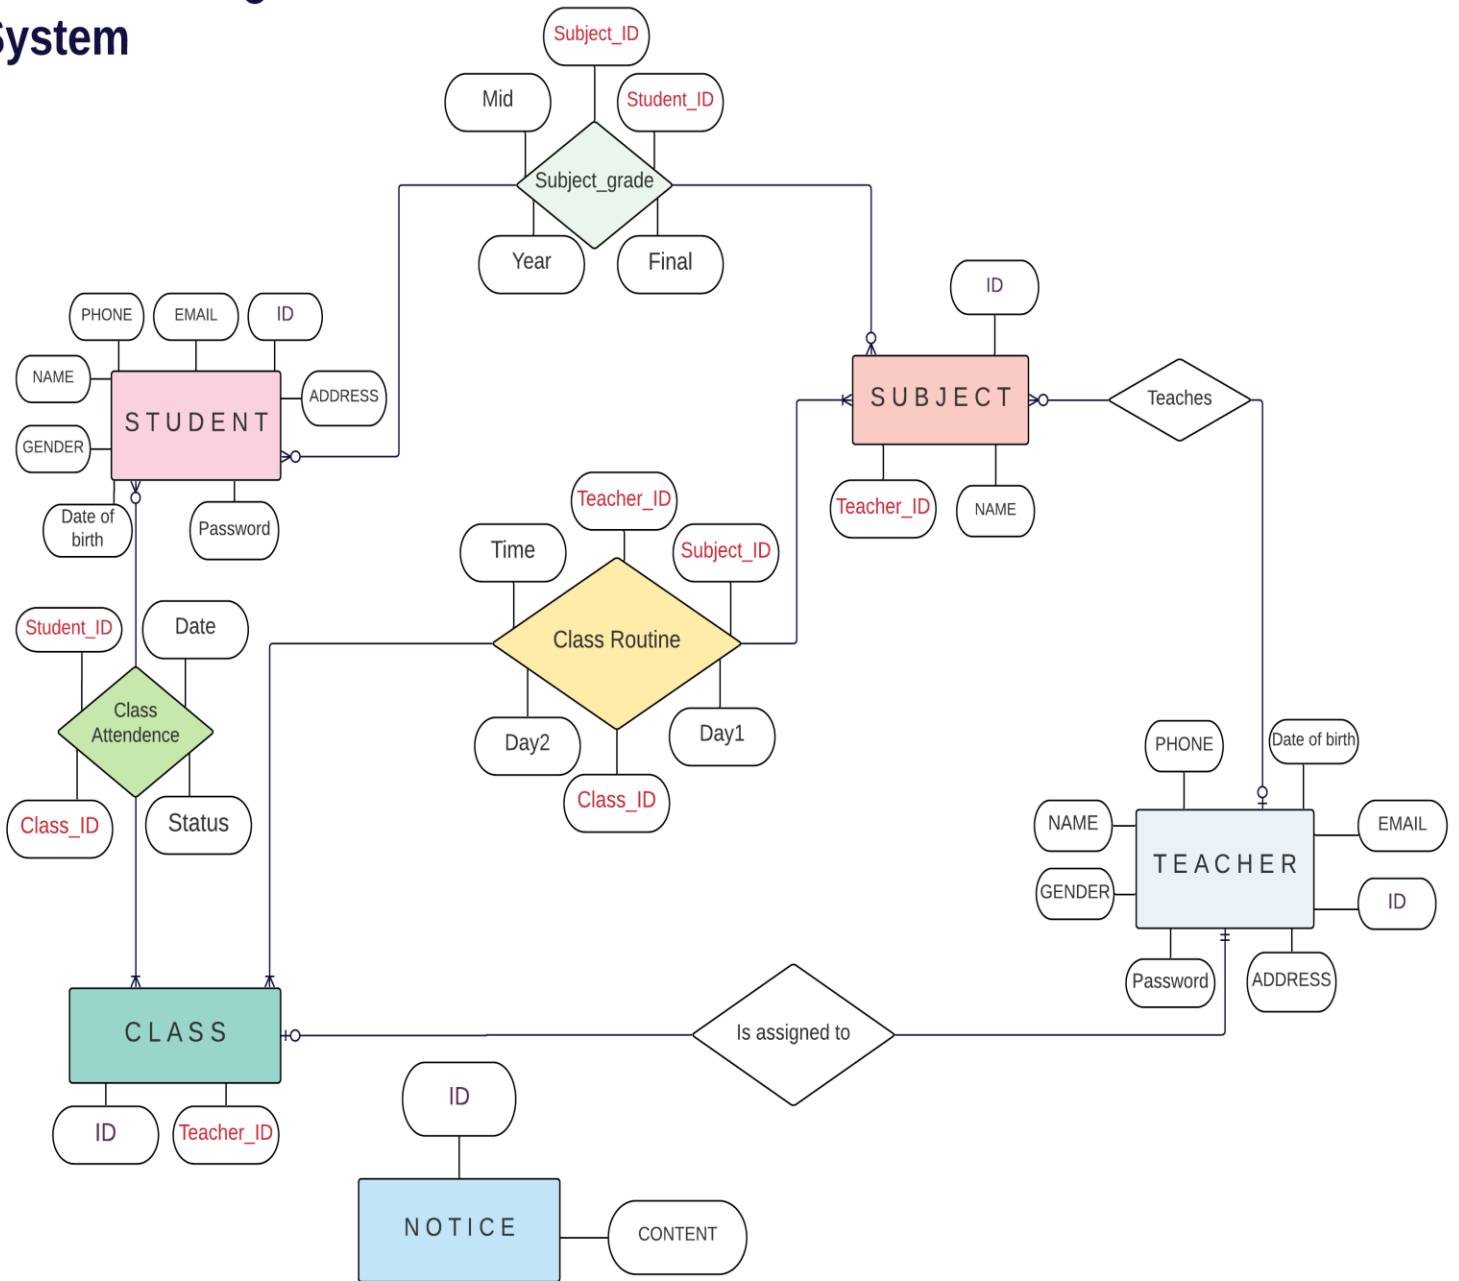 System
Subject_ID
Mid
Student_ID
Subject_grade
Year
Final
PHONE
EMAIL
ID
NAME
ADDRESS
STUDENT
GENDER
Date of
birth
Password
ID
SUBJECT
Teaches
Teacher_ID
NAME
Teacher_ID
Time
Subject_ID
Class Routine
Day2
Day1
Class_ID
Student_ID
Date
Class
Attendence
Class_ID
Status
PHONE
Date of birth
NAME
EMAIL
TEACHER
GENDER
ID
Password
ADDRESS
CLASS
Is assigned to
ID
Teacher_ID
ID
NOTICE
CONTENT